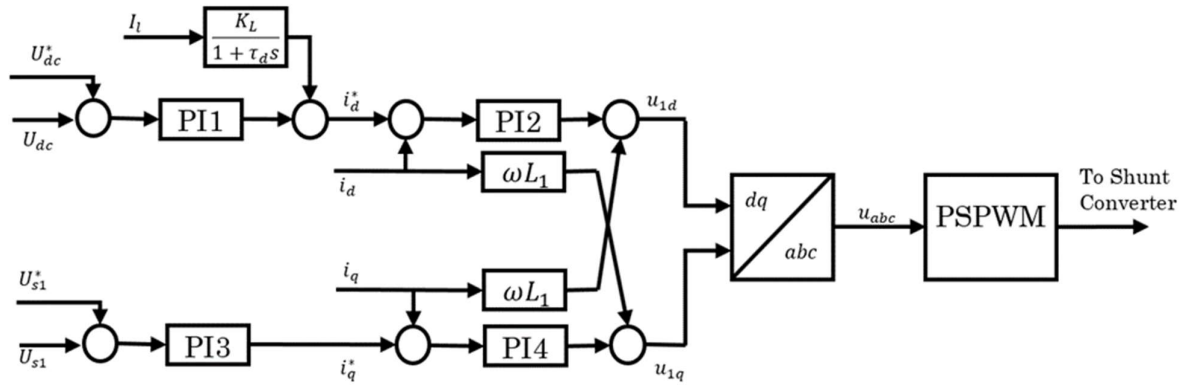 I_l
K_L
1 + τ_d s
U*_dc
U_dc
PI1
i*_d
PI2
u_1d
i_d
ωL_1
dq
abc
u_abc
PSPWM
To Shunt
Converter
i_q
ωL_1
U*_s1
U_s1
PI3
i*_q
PI4
u_1q